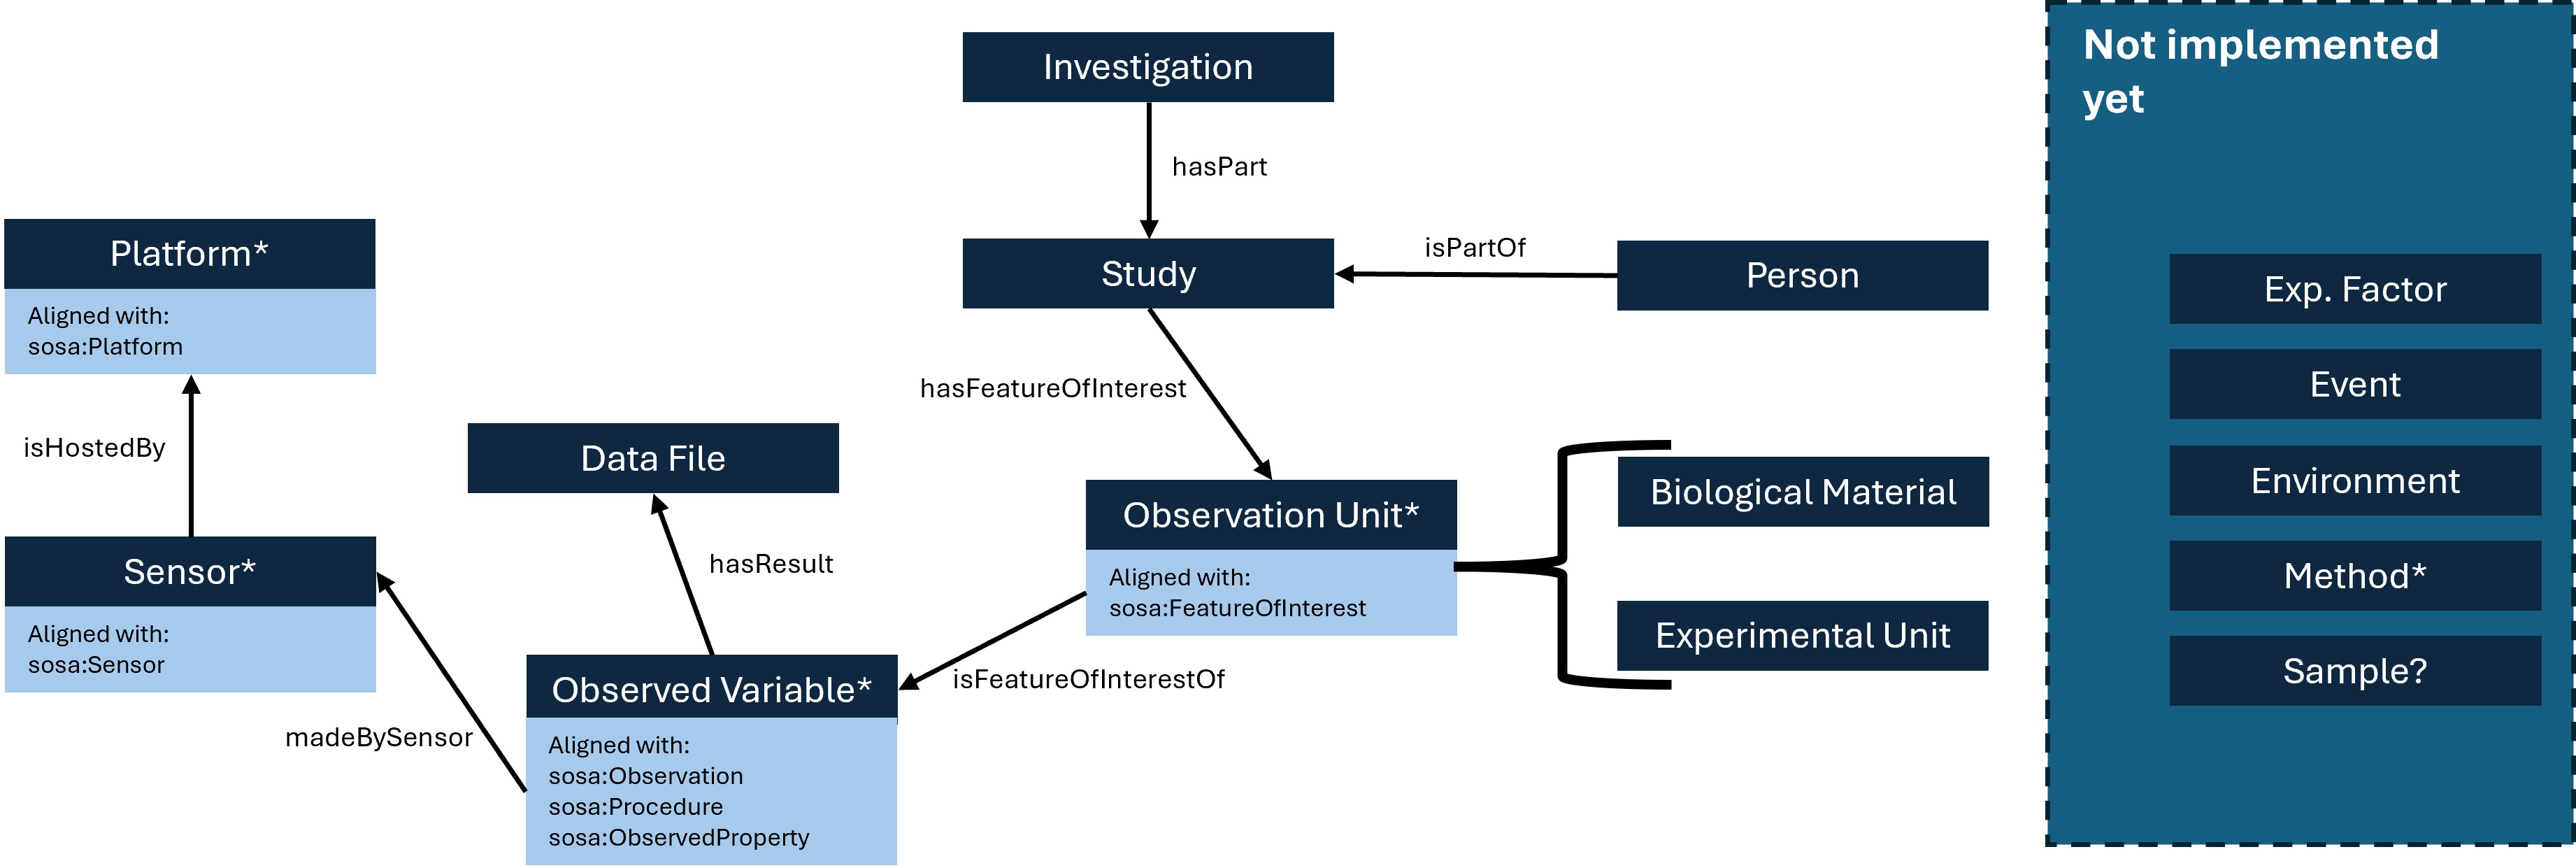 Investigation
hasPart
Study
isPartOf
Person
Platform*
Aligned with:
sosa:Platform
isHostedBy
Sensor*
Aligned with:
sosa:Sensor
madeBySensor
Data File
hasResult
Observed Variable*
Aligned with:
sosa:Observation
sosa:Procedure
sosa:ObservedProperty
hasFeatureOfInterest
Observation Unit*
Aligned with:
sosa:FeatureOfInterest
isFeatureOfInterestOf
Biological Material
Experimental Unit
Not implemented
yet
Exp. Factor
Event
Environment
Method*
Sample?